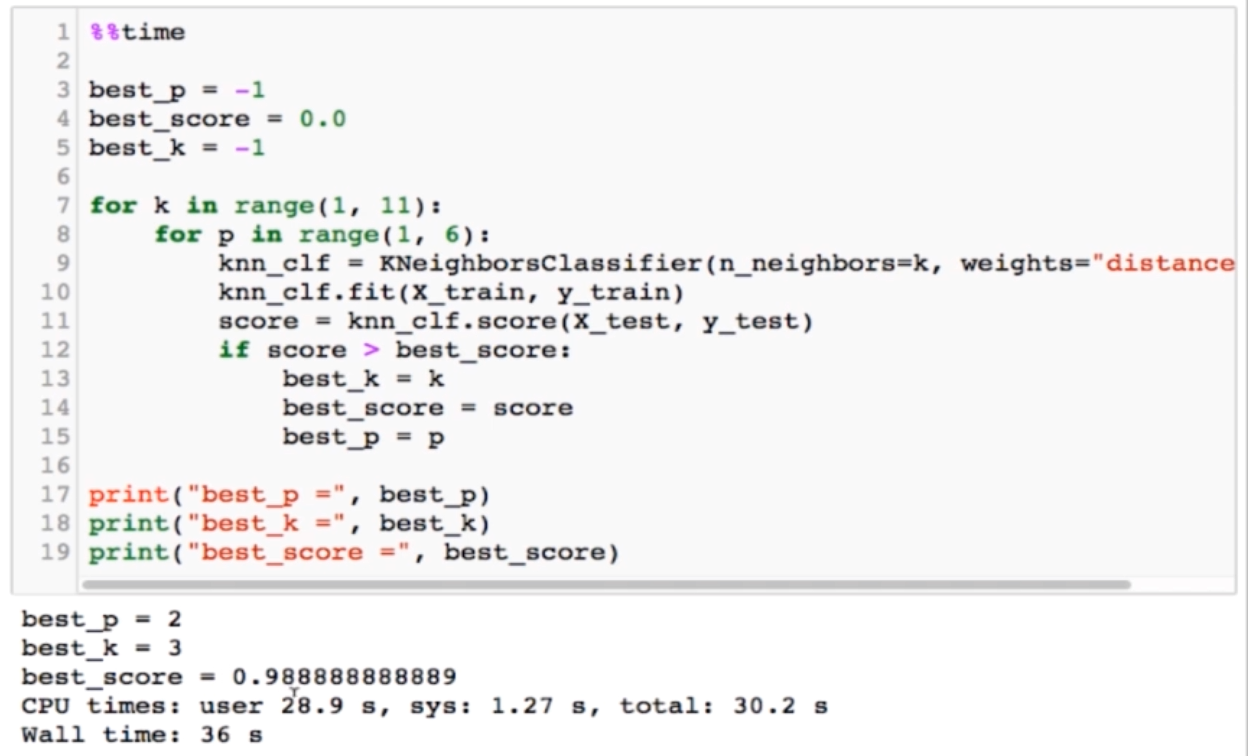 1 %%time
2
3 best_p = -1
4 best_score = 0.0
5 best_k = -1
6
7 for k in range(1, 11):
8     for p in range(1, 6):
9         knn_clf = KNeighborsClassifier(n_neighbors=k, weights="distance
10         knn_clf.fit(X_train, y_train)
11         score = knn_clf.score(X_test, y_test)
12         if score > best_score:
13             best_k = k
14             best_score = score
15             best_p = p
16
17 print("best_p =", best_p)
18 print("best_k =", best_k)
19 print("best_score =", best_score)
best_p = 2
best_k = 3
best_score = 0.988888888889
CPU times: user 28.9 s, sys: 1.27 s, total: 30.2 s
Wall time: 36 s